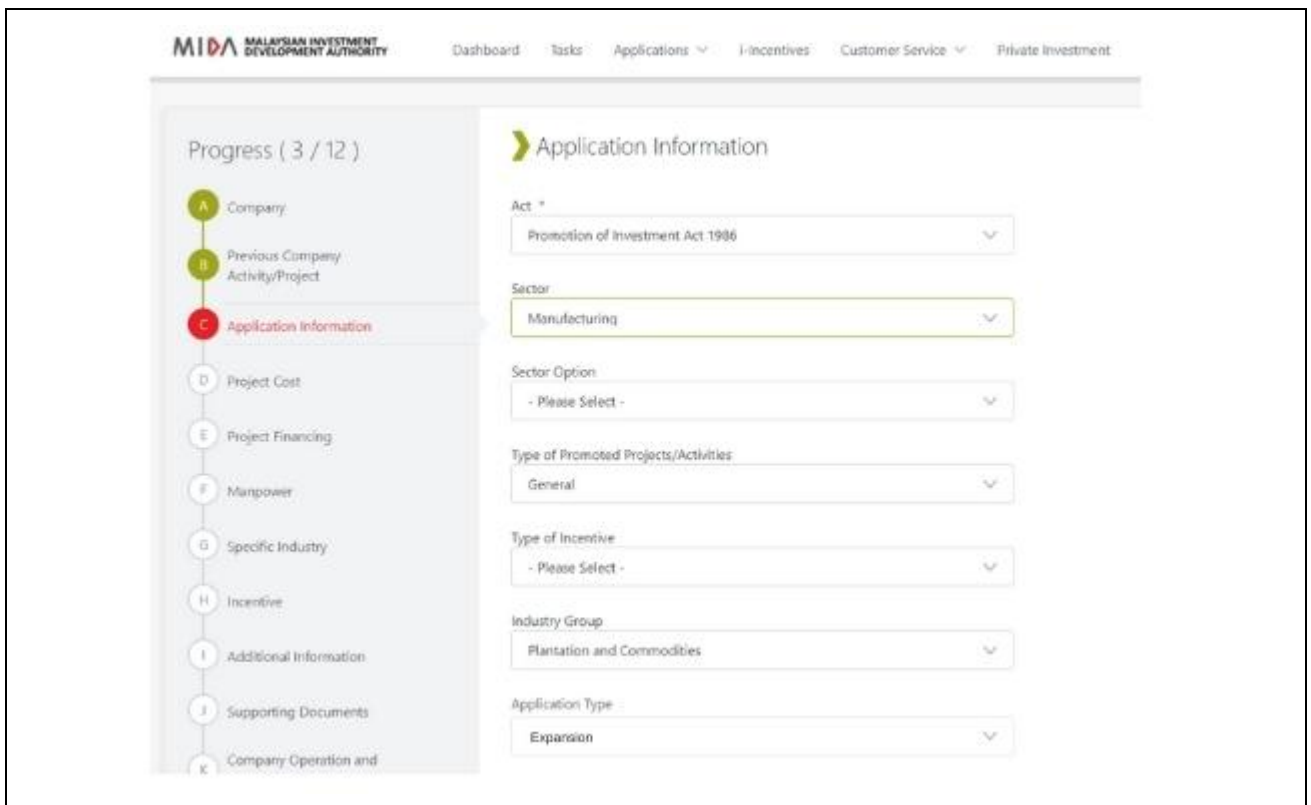 MIDA MALAYSIAN INVESTMENT
DEVELOPMENT AUTHORITY
Dashboard Tasks Applications i-Incentives Customer Service Private Investment
Progress ( 3 / 12 )
A Company
B Previous Company
Activity/Project
C Application Information
D Project Cost
E Project Financing
F Manpower
G Specific Industry
H Incentive
I Additional Information
J Supporting Documents
K Company Operation and
Application Information
Act *
Promotion of Investment Act 1986
Sector
Manufacturing
Sector Option
- Please Select -
Type of Promoted Projects/Activities
General
Type of Incentive
- Please Select -
Industry Group
Plantation and Commodities
Application Type
Expansion